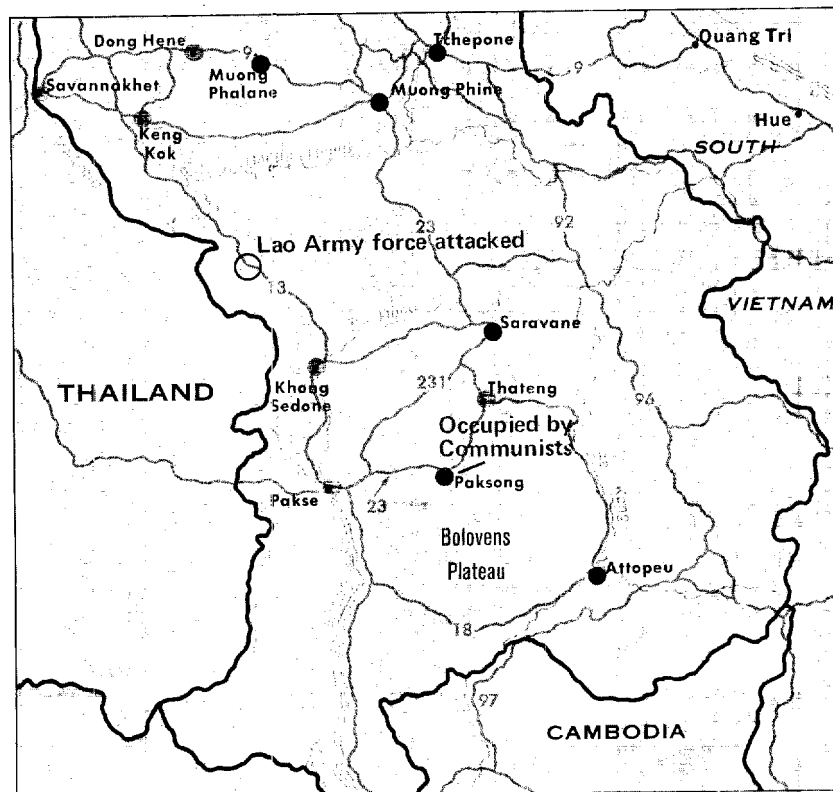 Dong Hene
9
Muong
Phalane
Tchepone
Quang Tri
9
Savannakhet
Muong Phine
Keng
Kok
Hue
SOUTH
23
92
Lao Army force attacked
13
VIETNAM
Saravane
THAILAND
Khong
Sedone
231
Thateng
96
Occupied by
Communists
Pakse
23
Paksong
Bolovens
Plateau
Attopeu
18
97
CAMBODIA